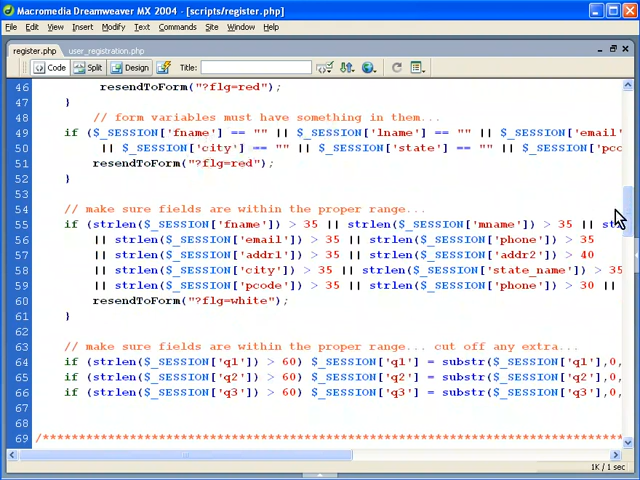 Macromedia Dreamweaver MX 2004 - [scripts/register.php]
File Edit View Insert Modify Text Commands Site Window Help
register.php user_registration.php
Code Split Design Title:
46 resendToForm("?flg=red");
47 }
48 // form variables must have something in them...
49 if ($_SESSION['fname'] == "" || $_SESSION['lname'] == "" || $_SESSION['email'
50 || $_SESSION['city'] == "" || $_SESSION['state'] == "" || $_SESSION['pco
51 resendToForm("?flg=red");
52 }
53
54 // make sure fields are within the proper range...
55 if (strlen($_SESSION['fname']) > 35 || strlen($_SESSION['mname']) > 35 || st
56 || strlen($_SESSION['email']) > 35 || strlen($_SESSION['phone']) > 35
57 || strlen($_SESSION['addr1']) > 35 || strlen($_SESSION['addr2']) > 40
58 || strlen($_SESSION['city']) > 35 || strlen($_SESSION['state_name']) > 35
59 || strlen($_SESSION['pcode']) > 35 || strlen($_SESSION['phone']) > 30 ||
60 resendToForm("?flg=white");
61 }
62
63 // make sure fields are within the proper range... cut off any extra...
64 if (strlen($_SESSION['q1']) > 60) $_SESSION['q1'] = substr($_SESSION['q1'],0,
65 if (strlen($_SESSION['q2']) > 60) $_SESSION['q2'] = substr($_SESSION['q2'],0,
66 if (strlen($_SESSION['q3']) > 60) $_SESSION['q3'] = substr($_SESSION['q3'],0,
67
68
69 /******************************************************************************
1K / 1 sec